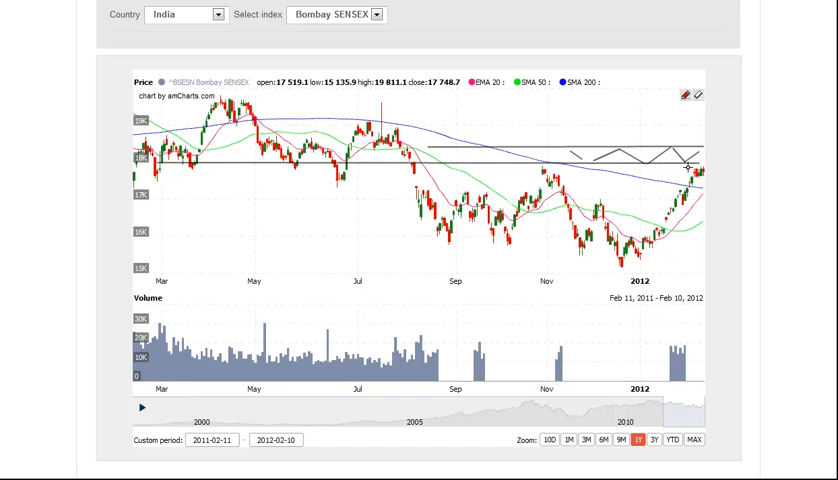 Country India Select index Bombay SENSEX
Price ^BSESN Bombay SENSEX open:17 519.1 low:15 135.9 high:19 811.1 close:17 748.7 EMA 20 : SMA 50 : SMA 200 :
chart by amCharts.com
19K
18K
17K
16K
15K
Mar May Jul Sep Nov 2012
Volume Feb 11, 2011 - Feb 10, 2012
30K
20K
10K
0
Mar May Jul Sep Nov 2012
2000 2005 2010
Custom period: 2011-02-11 - 2012-02-10 Zoom: 10D 1M 3M 6M 9M 1Y 3Y YTD MAX